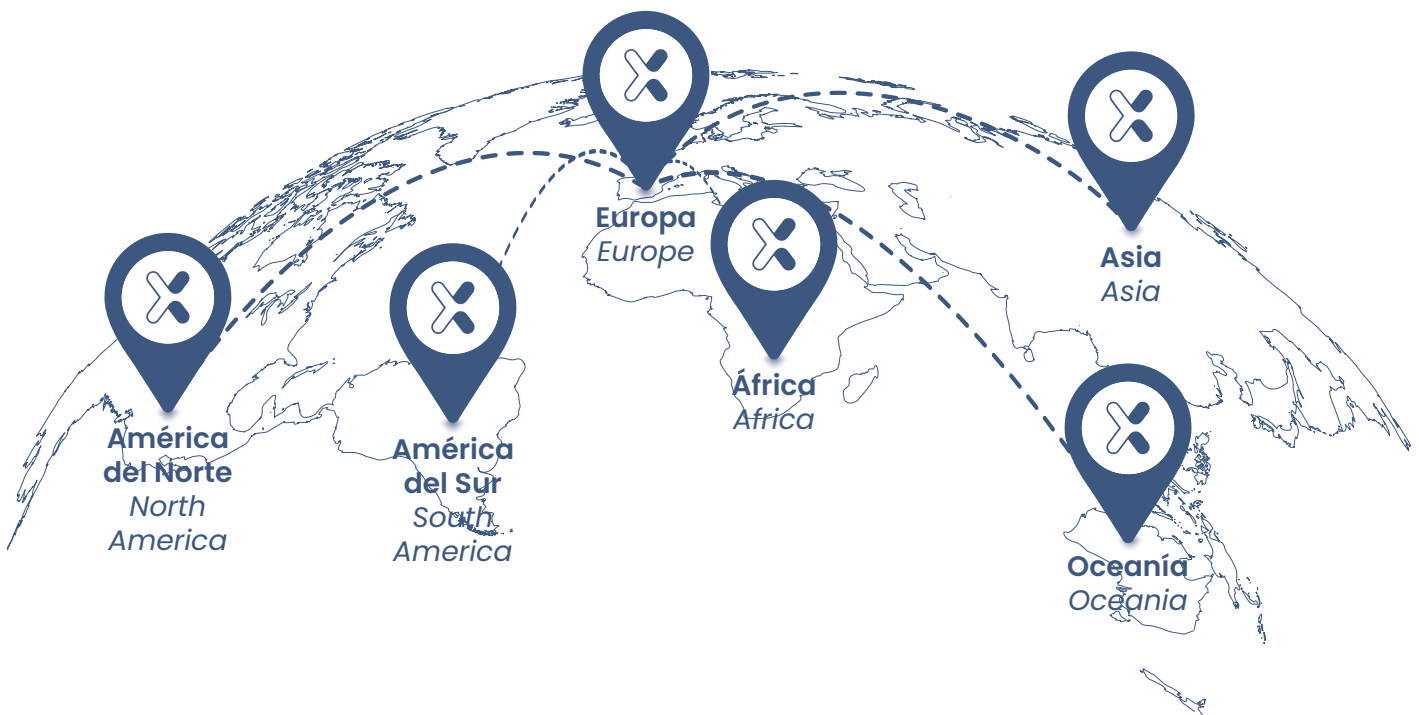 Europa
Europe
Asia
Asia
África
Africa
América
del Norte
North
America
América
del Sur
South
America
Oceanía
Oceania